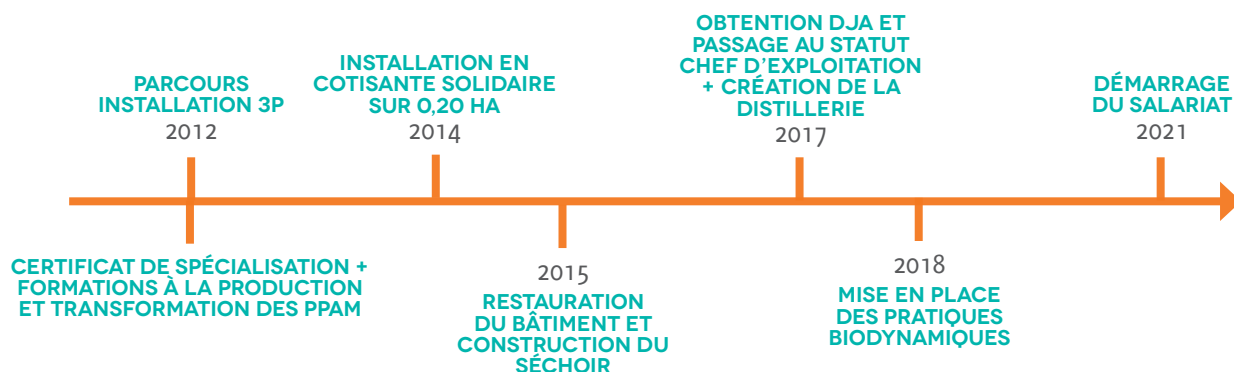 PARCOURS
INSTALLATION 3P
2012
CERTIFICAT DE SPÉCIALISATION +
FORMATIONS À LA PRODUCTION
ET TRANSFORMATION DES PPAM
INSTALLATION EN
COTISANTE SOLIDAIRE
SUR 0,20 HA
2014
2015
RESTAURATION
DU BÂTIMENT ET
CONSTRUCTION DU
SÉCHOIR
OBTENTION DJA ET
PASSAGE AU STATUT
CHEF D'EXPLOITATION
+ CRÉATION DE LA
DISTILLERIE
2017
2018
MISE EN PLACE
DES PRATIQUES
BIODYNAMIQUES
DÉMARRAGE
DU SALARIAT
2021